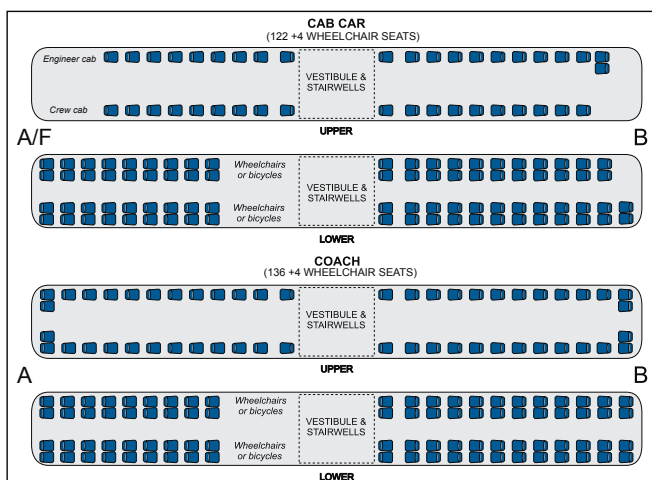 CAB CAR
(122 +4 WHEELCHAIR SEATS)
Engineer cab
VESTIBULE &
STAIRWELLS
Crew cab
A/F
UPPER
B
Wheelchairs
or bicycles
VESTIBULE &
STAIRWELLS
Wheelchairs
or bicycles
LOWER
COACH
(136 +4 WHEELCHAIR SEATS)
VESTIBULE &
STAIRWELLS
A
UPPER
B
Wheelchairs
or bicycles
VESTIBULE &
STAIRWELLS
Wheelchairs
or bicycles
LOWER